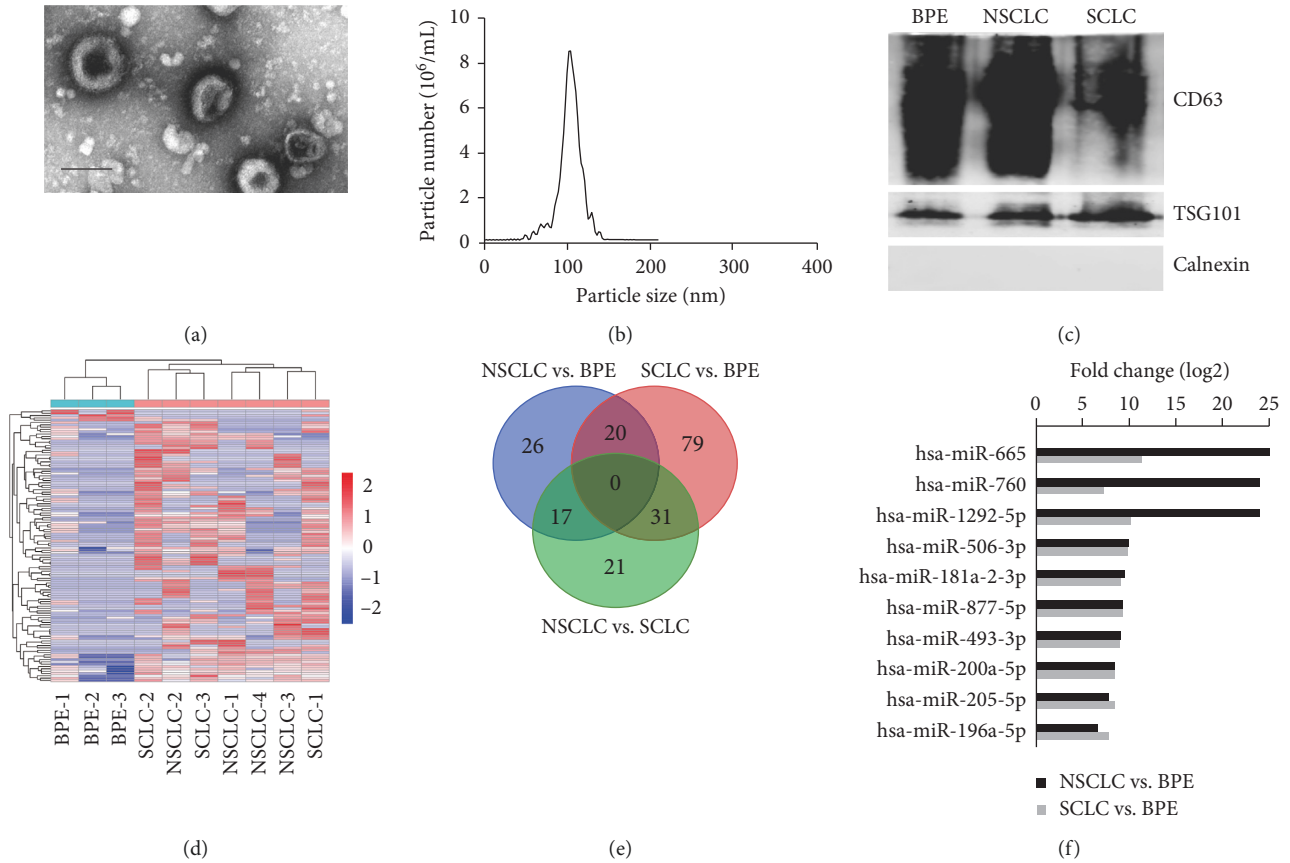 (a)
Particle number (10⁶/mL)
10
8
6
4
2
0
0
100
200
300
400
Particle size (nm)
(b)
BPE NSCLC SCLC
CD63
TSG101
Calnexin
(c)
2
1
0
−1
−2
BPE-1
BPE-2
BPE-3
SCLC-2
NSCLC-2
SCLC-3
NSCLC-1
NSCLC-4
NSCLC-3
SCLC-1
(d)
NSCLC vs. BPE SCLC vs. BPE
26 20 79
0
17 31
21
NSCLC vs. SCLC
(e)
Fold change (log2)
0 5 10 15 20 25
hsa-miR-665
hsa-miR-760
hsa-miR-1292-5p
hsa-miR-506-3p
hsa-miR-181a-2-3p
hsa-miR-877-5p
hsa-miR-493-3p
hsa-miR-200a-5p
hsa-miR-205-5p
hsa-miR-196a-5p
NSCLC vs. BPE
SCLC vs. BPE
(f)